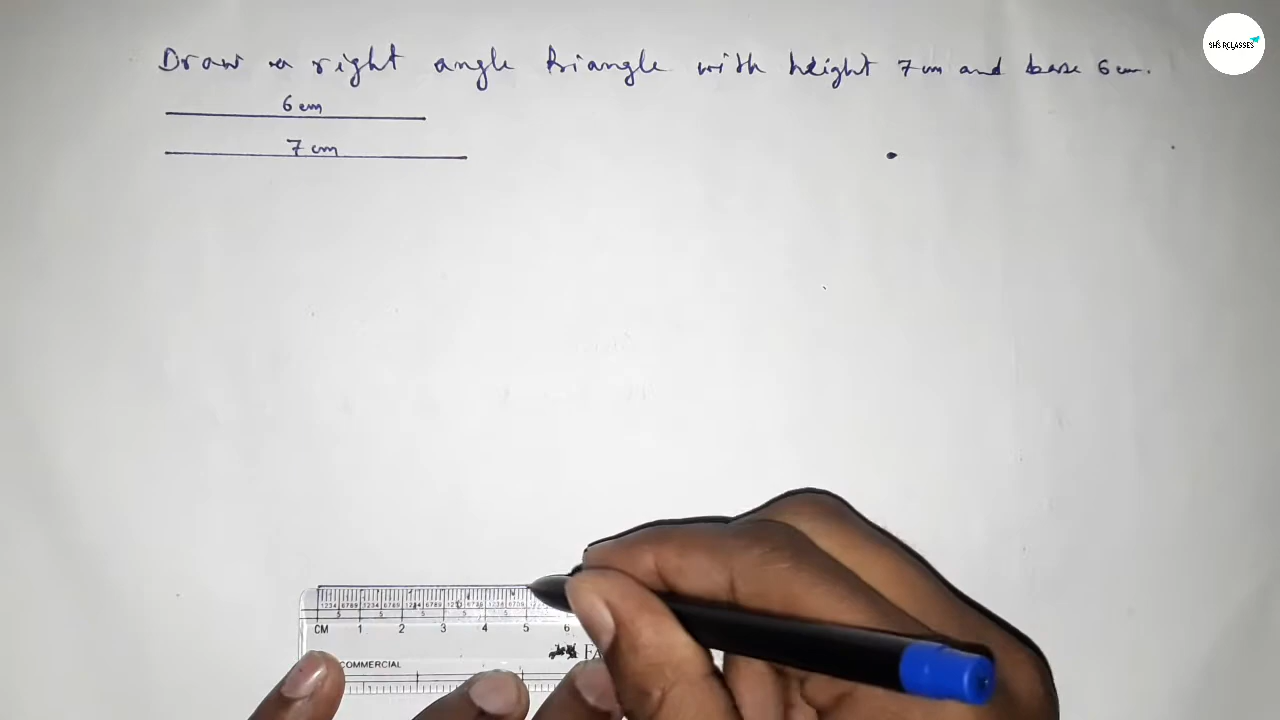 Draw a right angle triangle with height 7 cm and base 6 cm.
SHSRCLASSES
6 cm
7 cm
CM 1 2 3 4 5 6
COMMERCIAL